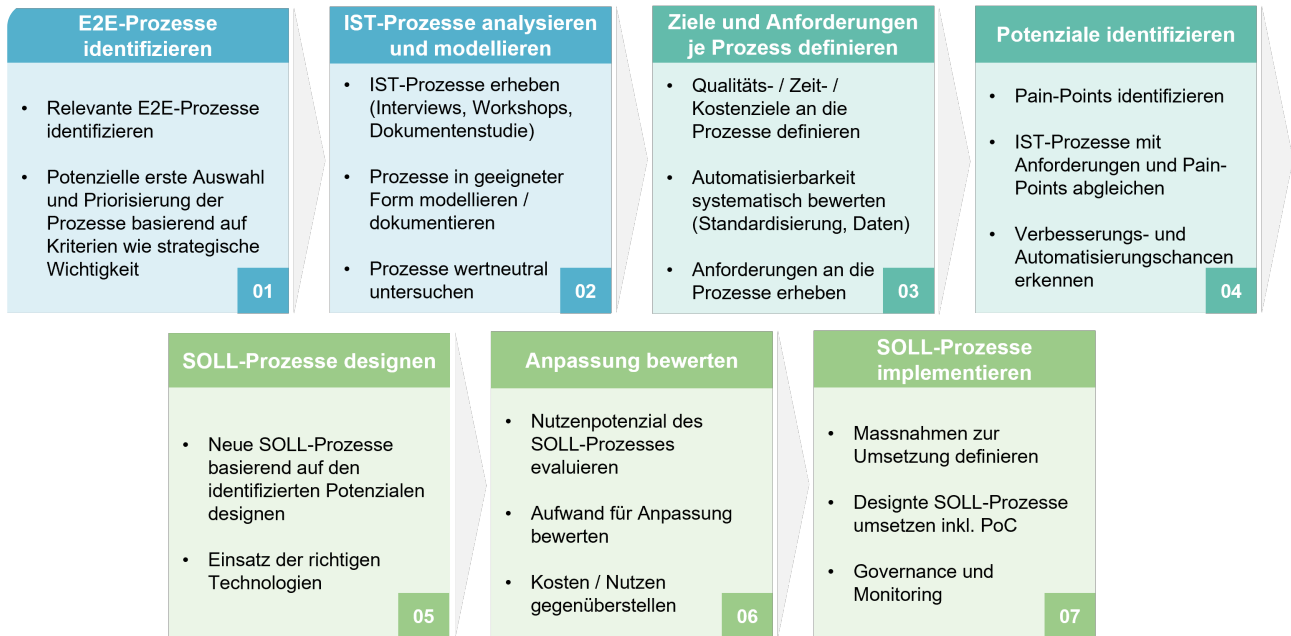 E2E-Prozesse
identifizieren
• Relevante E2E-Prozesse
identifizieren
• Potenzielle erste Auswahl
und Priorisierung der
Prozesse basierend auf
Kriterien wie strategische
Wichtigkeit
01
IST-Prozesse analysieren
und modellieren
• IST-Prozesse erheben
(Interviews, Workshops,
Dokumentenstudie)
• Prozesse in geeigneter
Form modellieren /
dokumentieren
• Prozesse wertneutral
untersuchen
02
Ziele und Anforderungen
je Prozess definieren
• Qualitäts- / Zeit- /
Kostenziele an die
Prozesse definieren
• Automatisierbarkeit
systematisch bewerten
(Standardisierung, Daten)
• Anforderungen an die
Prozesse erheben
03
Potenziale identifizieren
• Pain-Points identifizieren
• IST-Prozesse mit
Anforderungen und Pain-
Points abgleichen
• Verbesserungs- und
Automatisierungschancen
erkennen
04
SOLL-Prozesse designen
• Neue SOLL-Prozesse
basierend auf den
identifizierten Potenzialen
designen
• Einsatz der richtigen
Technologien
05
Anpassung bewerten
• Nutzenpotenzial des
SOLL-Prozesses
evaluieren
• Aufwand für Anpassung
bewerten
• Kosten / Nutzen
gegenüberstellen
06
SOLL-Prozesse
implementieren
• Massnahmen zur
Umsetzung definieren
• Designte SOLL-Prozesse
umsetzen inkl. PoC
• Governance und
Monitoring
07